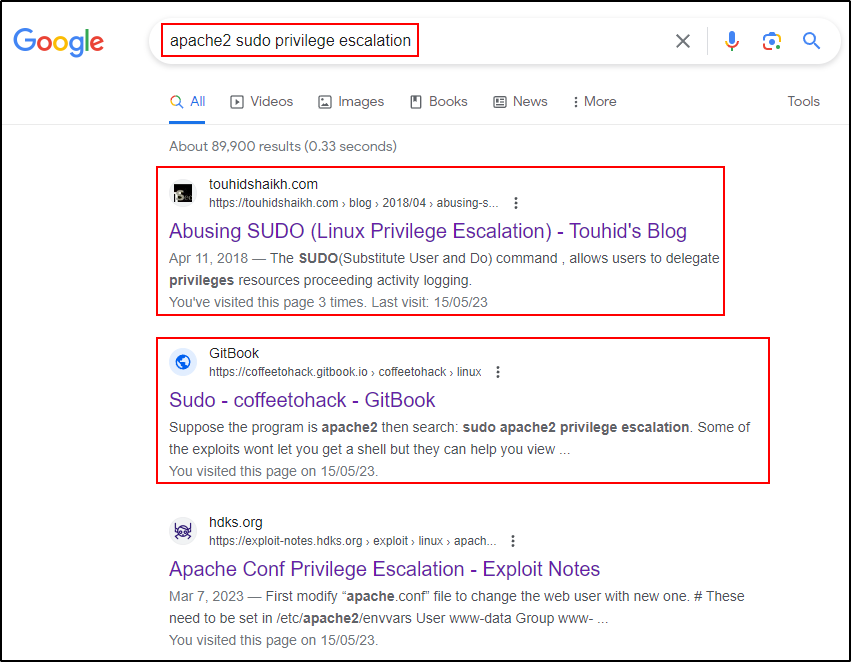 Google
apache2 sudo privilege escalation
All Videos Images Books News More Tools
About 89,900 results (0.33 seconds)
touhidshaikh.com
https://touhidshaikh.com › blog › 2018/04 › abusing-s...
Abusing SUDO (Linux Privilege Escalation) - Touhid's Blog
Apr 11, 2018 — The SUDO(Substitute User and Do) command , allows users to delegate
privileges resources proceeding activity logging.
You've visited this page 3 times. Last visit: 15/05/23
GitBook
https://coffeetohack.gitbook.io › coffeetohack › linux
Sudo - coffeetohack - GitBook
Suppose the program is apache2 then search: sudo apache2 privilege escalation. Some of
the exploits wont let you get a shell but they can help you view ...
You visited this page on 15/05/23.
hdks.org
https://exploit-notes.hdks.org › exploit › linux › apach...
Apache Conf Privilege Escalation - Exploit Notes
Mar 7, 2023 — First modify “apache.conf” file to change the web user with new one. # These
need to be set in /etc/apache2/envvars User www-data Group www- ...
You visited this page on 15/05/23.